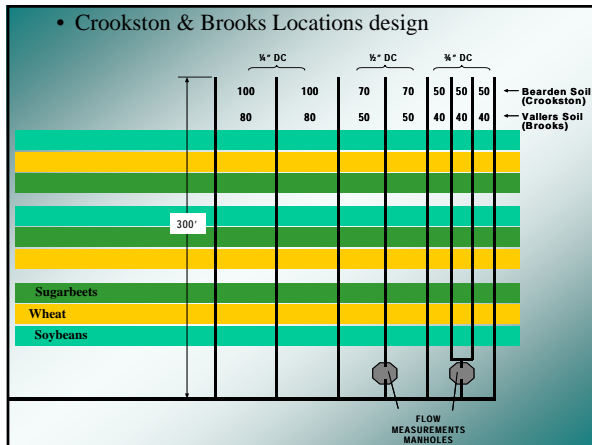 • Crookston & Brooks Locations design
¼” DC ½” DC ¾” DC
100 100 70 70 50 50 50 Bearden Soil
(Crookston)
80 80 50 50 40 40 40 Vallers Soil
(Brooks)
300'
Sugarbeets
Wheat
Soybeans
FLOW
MEASUREMENTS
MANHOLES